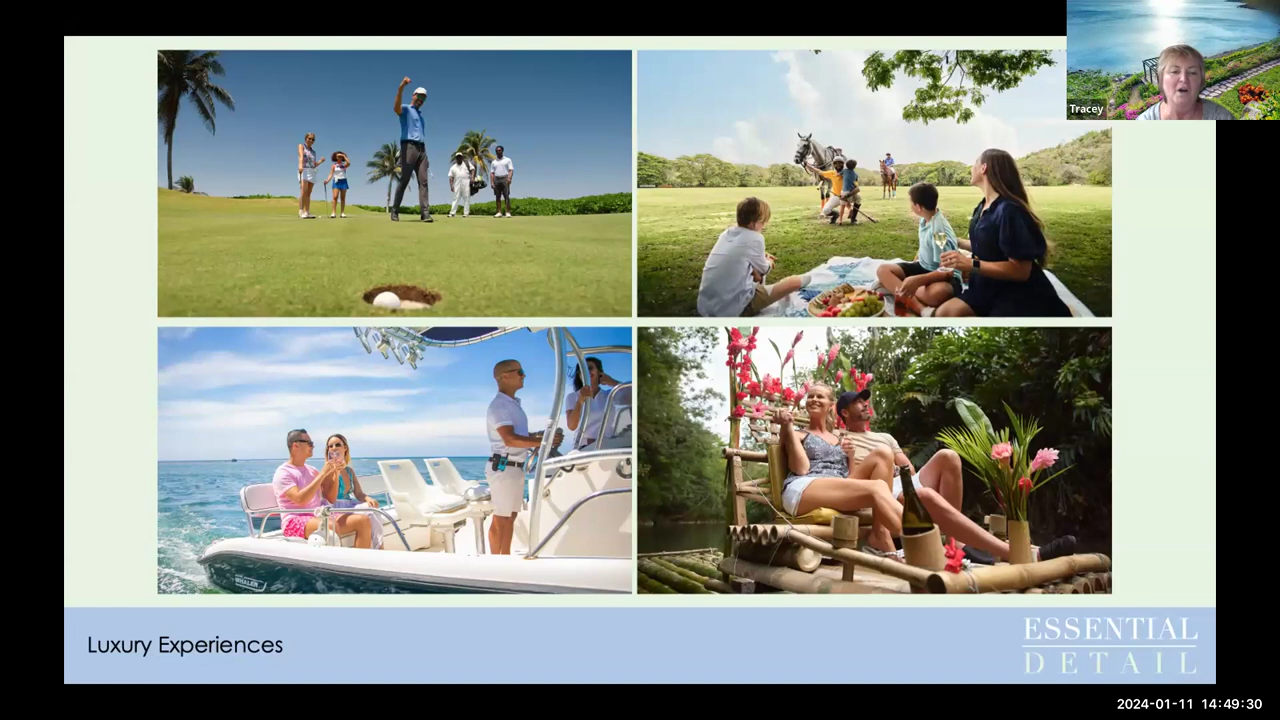 Tracey
WHALER
Luxury Experiences
ESSENTIAL
DETAIL
2024-01-11 14:49:30